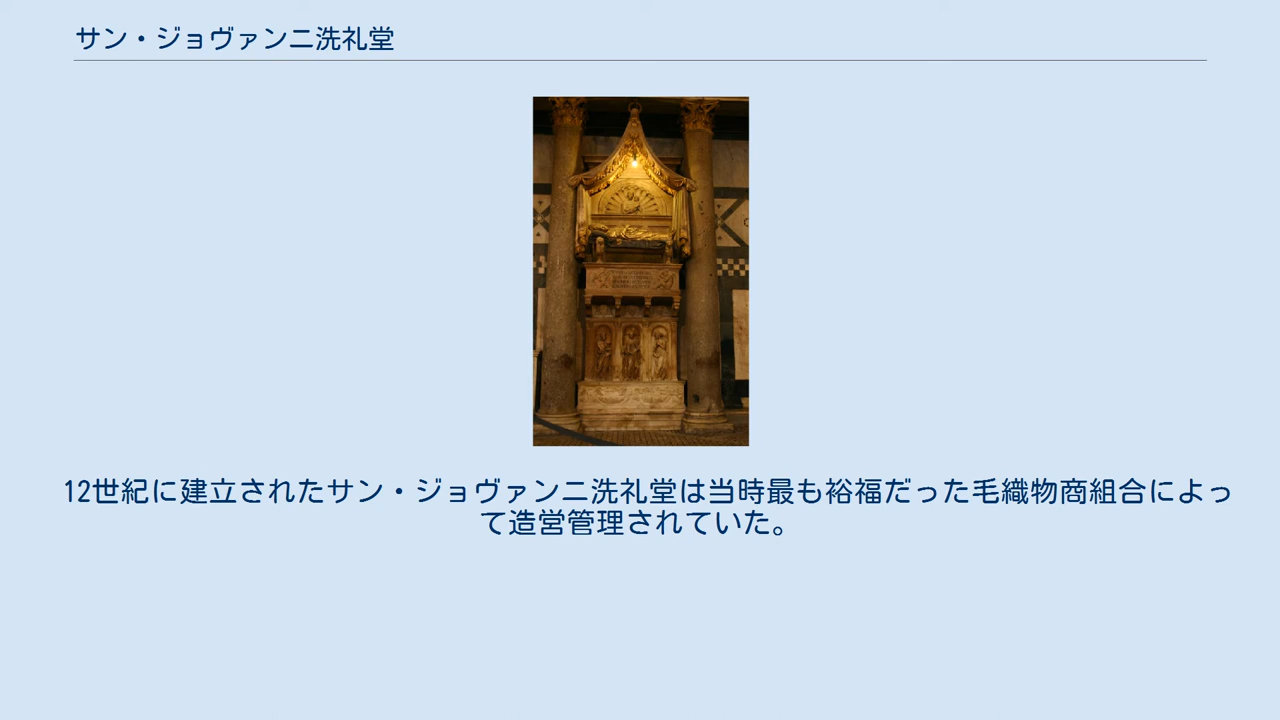 サン・ジョヴァンニ洗礼堂
12世紀に建立されたサン・ジョヴァンニ洗礼堂は当時最も裕福だった毛織物商組合によっ
て造営管理されていた。